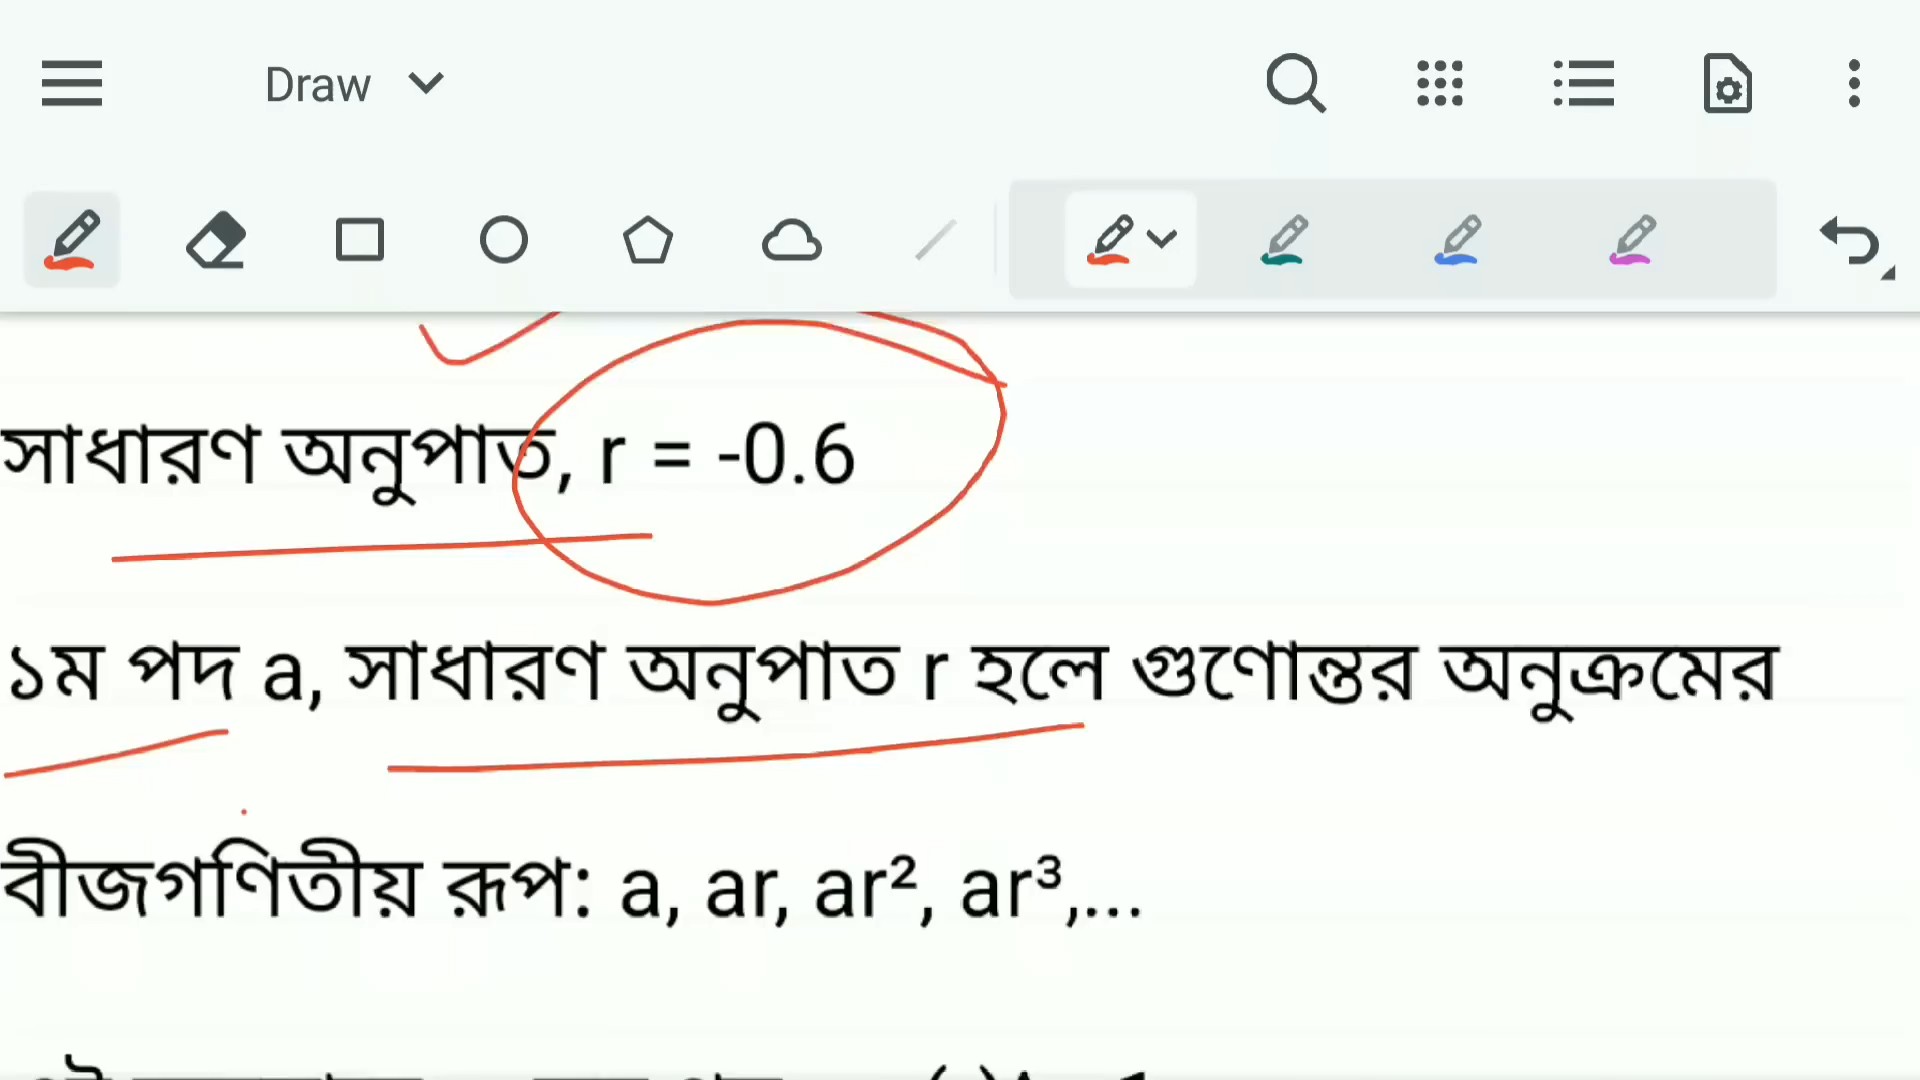 Draw
সাধারণ অনুপাত, r = -0.6
১ম পদ a, সাধারণ অনুপাত r হলে গুণোন্তর অনুক্রমের
বীজগণিতীয় রূপ: a, ar, ar², ar³,...